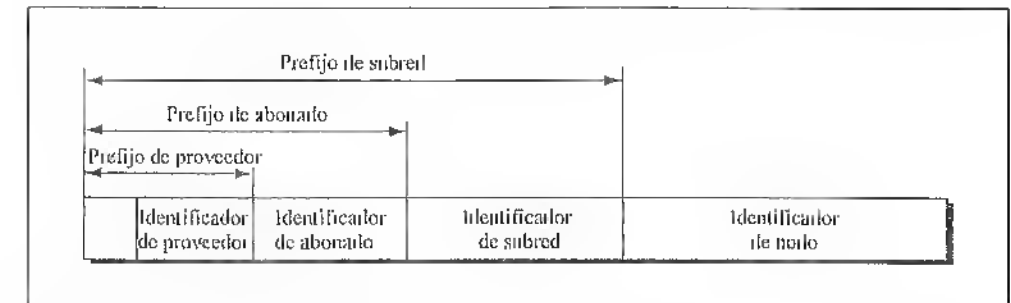 Prefijo de subred
Prefijo de abonado
Prefijo de proveedor
Identificador
de proveedor
Identificador
de abonado
Identificador
de subred
Identificador
de nodo